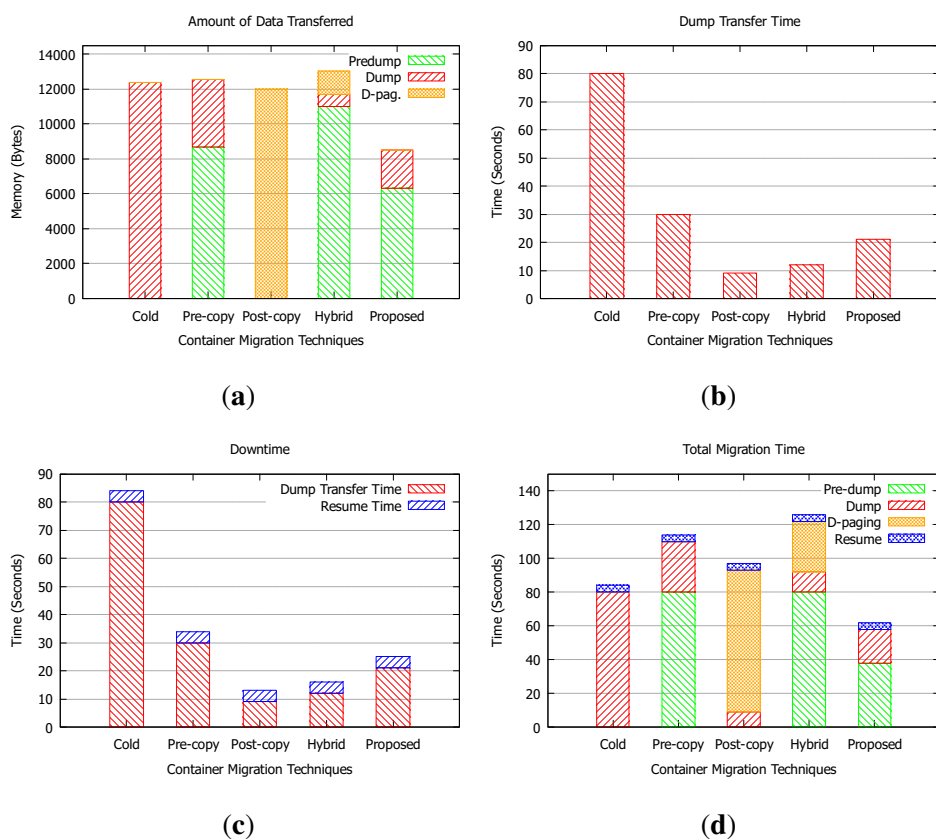 Amount of Data Transferred
14000
12000
10000
8000
6000
4000
2000
0
Memory (Bytes)
Predump
Dump
D-pag.
Cold Pre-copy Post-copy Hybrid Proposed
Container Migration Techniques
(a)
Dump Transfer Time
90
80
70
60
50
40
30
20
10
0
Time (Seconds)
Cold Pre-copy Post-copy Hybrid Proposed
Container Migration Techniques
(b)
Downtime
90
80
70
60
50
40
30
20
10
0
Time (Seconds)
Dump Transfer Time
Resume Time
Cold Pre-copy Post-copy Hybrid Proposed
Container Migration Techniques
(c)
Total Migration Time
140
120
100
80
60
40
20
0
Time (Seconds)
Pre-dump
Dump
D-paging
Resume
Cold Pre-copy Post-copy Hybrid Proposed
Container Migration Techniques
(d)